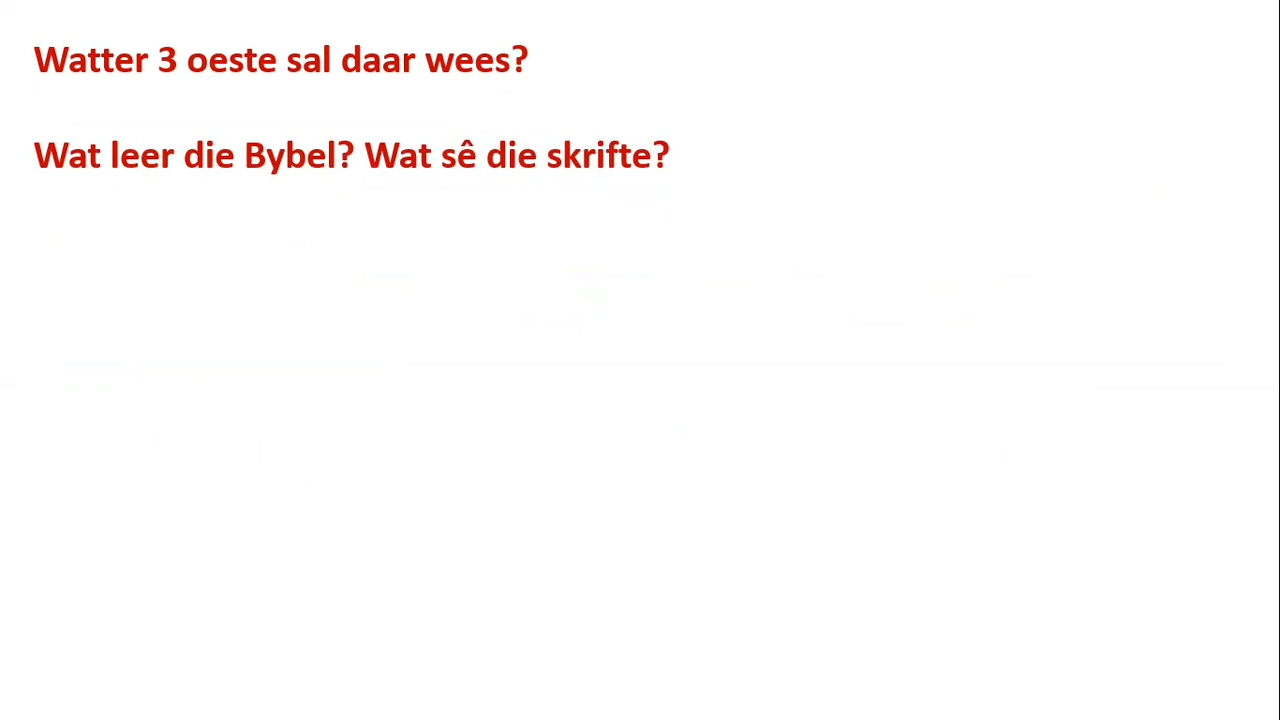 Watter 3 oeste sal daar wees?
Wat leer die Bybel? Wat sê die skrifte?